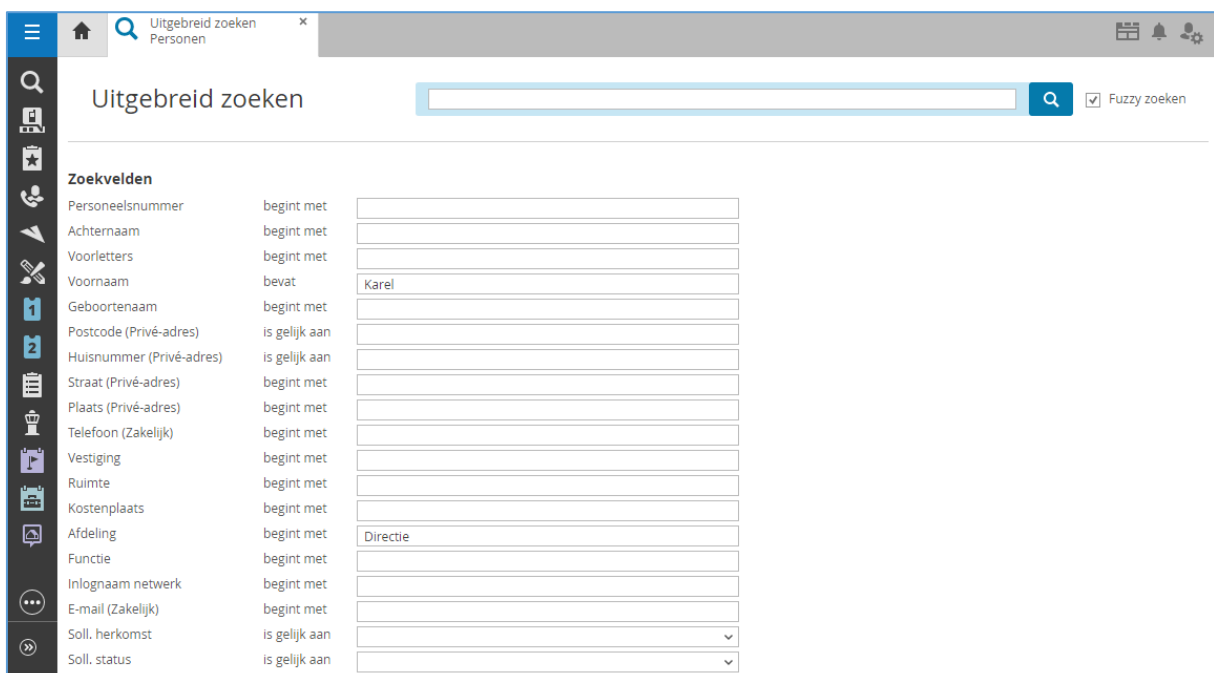 Uitgebreid zoeken ×
Personen
Uitgebreid zoeken
Fuzzy zoeken
Zoekvelden
Personeelsnummer begint met
Achternaam begint met
Voorletters begint met
Voornaam bevat Karel
Geboortenaam begint met
Postcode (Privé-adres) is gelijk aan
Huisnummer (Privé-adres) is gelijk aan
Straat (Privé-adres) begint met
Plaats (Privé-adres) begint met
Telefoon (Zakelijk) begint met
Vestiging begint met
Ruimte begint met
Kostenplaats begint met
Afdeling begint met Directie
Functie begint met
Inlognaam netwerk begint met
E-mail (Zakelijk) begint met
Soll. herkomst is gelijk aan
Soll. status is gelijk aan
1
2